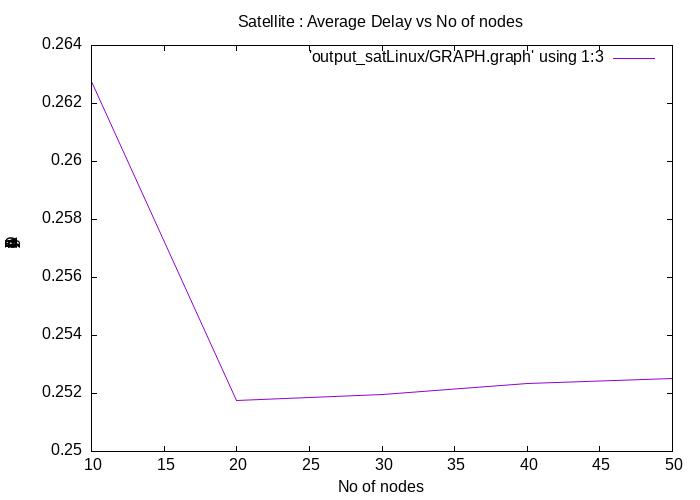 Satellite : Average Delay vs No of nodes
'output_satLinux/GRAPH.graph' using 1:3
0.264
0.262
0.26
0.258
0.256
0.254
0.252
0.25
10 15 20 25 30 35 40 45 50
No of nodes